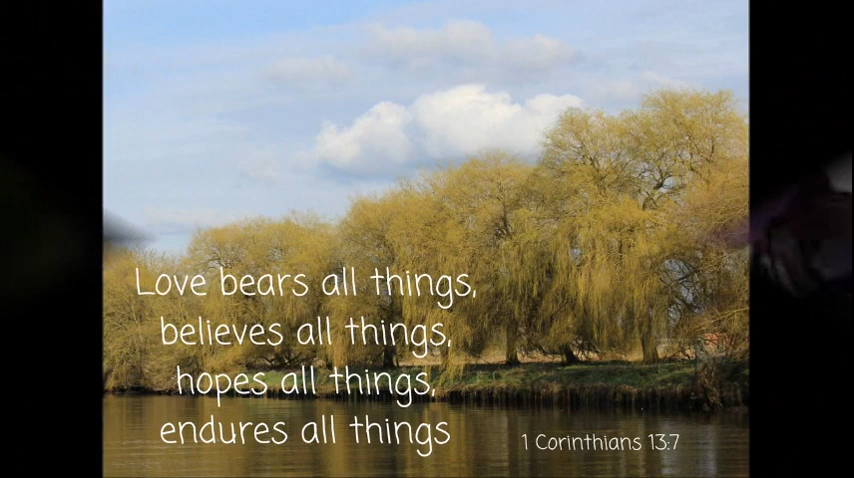 Love bears all things,
believes all things,
hopes all things,
endures all things
1 Corinthians 13:7